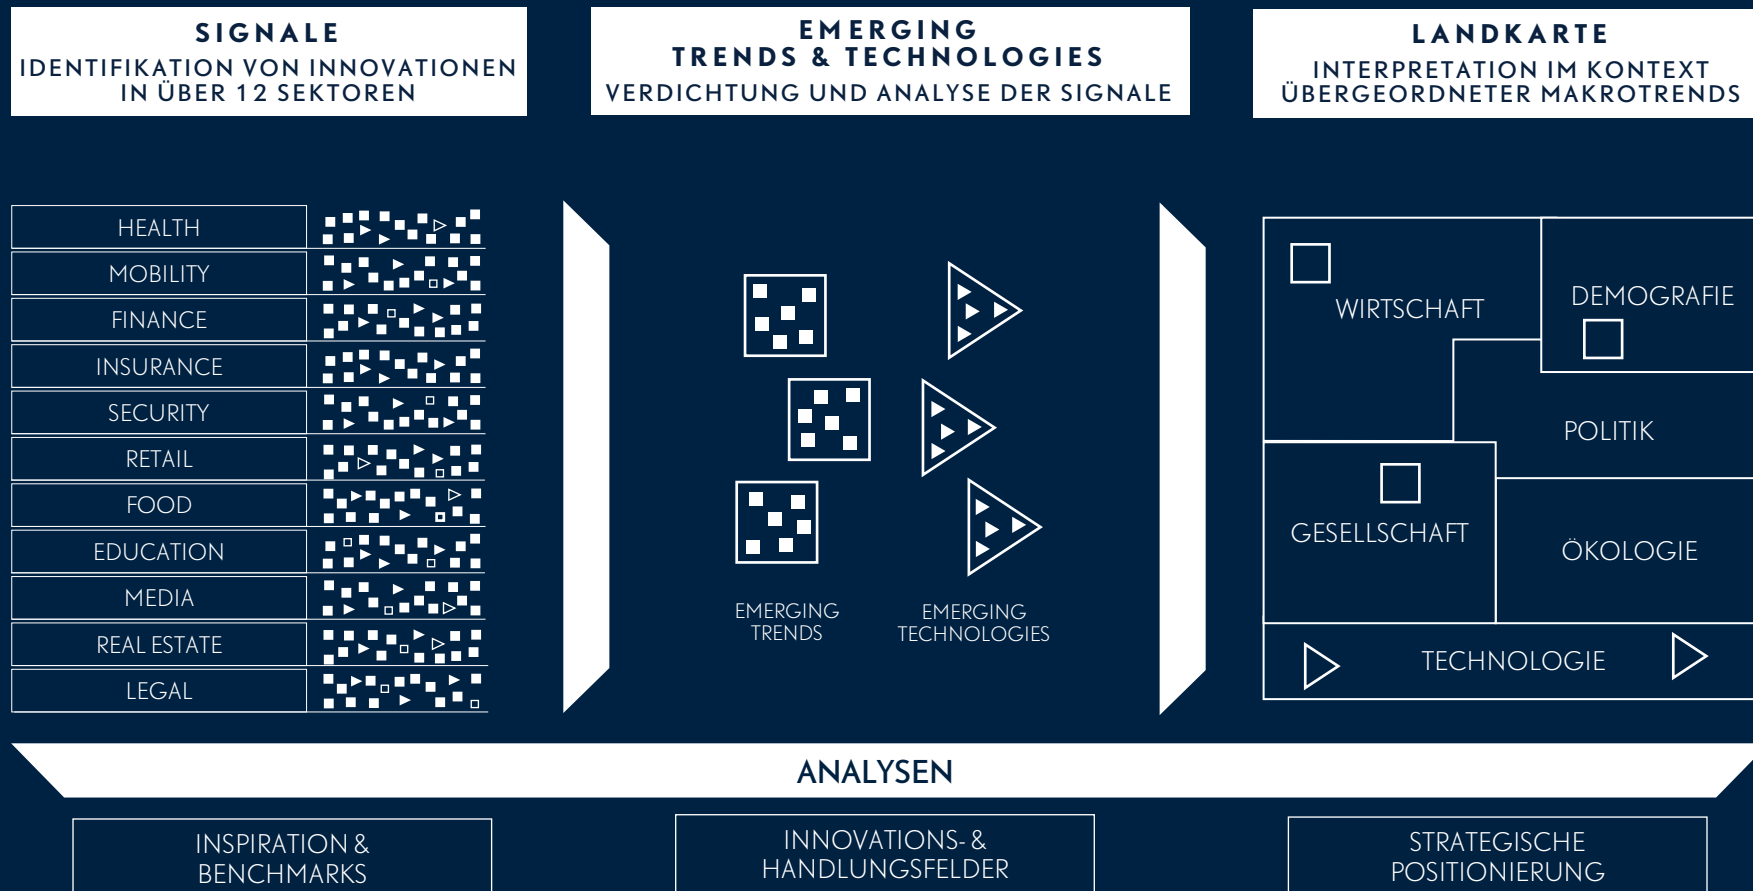 SIGNALE
IDENTIFIKATION VON INNOVATIONEN
IN ÜBER 12 SEKTOREN
EMERGING
TRENDS & TECHNOLOGIES
VERDICHTUNG UND ANALYSE DER SIGNALE
LANDKARTE
INTERPRETATION IM KONTEXT
ÜBERGEORDNETER MAKROTRENDS
HEALTH
MOBILITY
FINANCE
INSURANCE
SECURITY
RETAIL
FOOD
EDUCATION
MEDIA
REAL ESTATE
LEGAL
EMERGING
TRENDS
EMERGING
TECHNOLOGIES
WIRTSCHAFT
DEMOGRAFIE
POLITIK
GESELLSCHAFT
ÖKOLOGIE
TECHNOLOGIE
ANALYSEN
INSPIRATION &
BENCHMARKS
INNOVATIONS- &
HANDLUNGSFELDER
STRATEGISCHE
POSITIONIERUNG